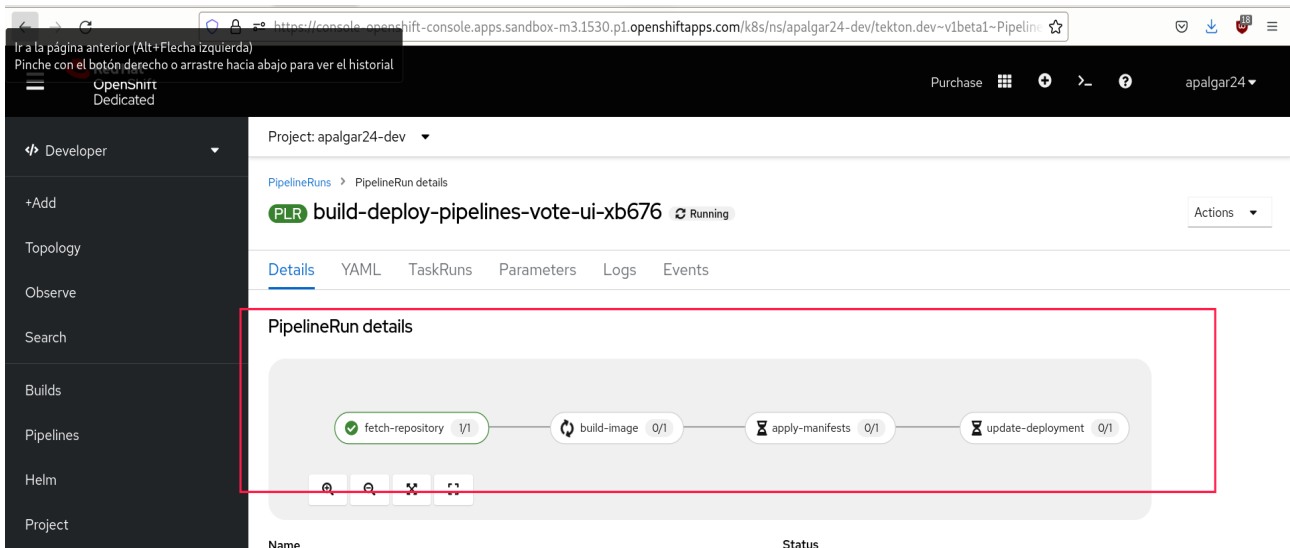 https://console-openshift-console.apps.sandbox-m3.1530.p1.openshiftapps.com/k8s/ns/apalgar24-dev/tekton.dev~v1beta1~Pipeline
18
Ir a la página anterior (Alt+Flecha izquierda)
Pinche con el botón derecho o arrastre hacia abajo para ver el historial
OpenShift
Dedicated
Purchase
apalgar24
Developer
+Add
Topology
Observe
Search
Builds
Pipelines
Helm
Project
Project: apalgar24-dev
PipelineRuns > PipelineRun details
PLR build-deploy-pipelines-vote-ui-xb676 Running
Actions
Details YAML TaskRuns Parameters Logs Events
PipelineRun details
fetch-repository 1/1 build-image 0/1 apply-manifests 0/1 update-deployment 0/1
Name Status